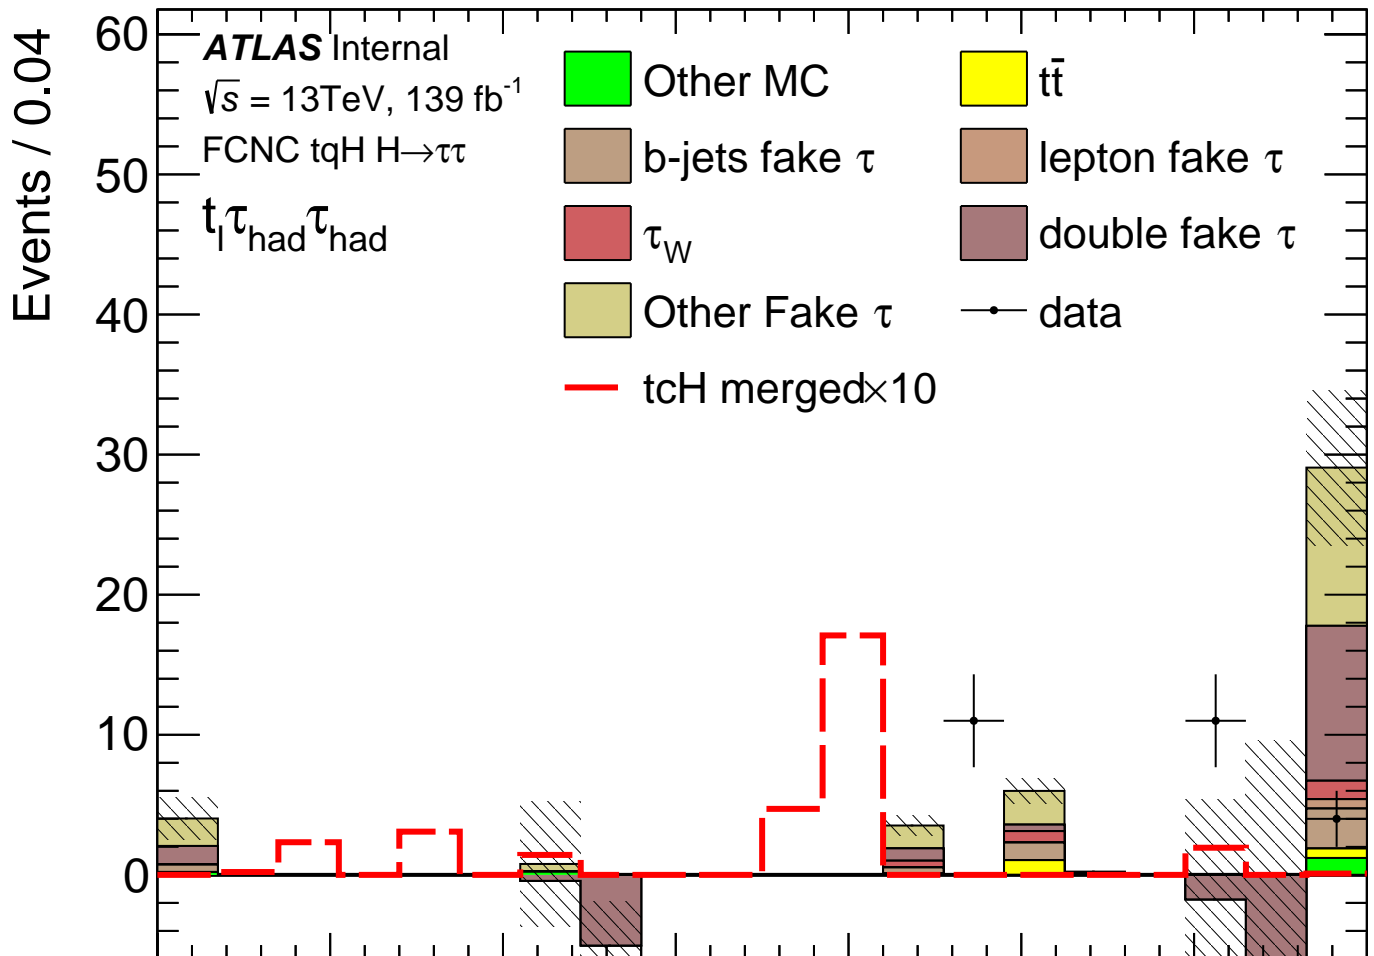 ATLAS Internal
√s = 13TeV, 139 fb⁻¹
FCNC tqH H→ττ
tₗτ_hadτ_had
Other MC
tt̄
b-jets fake τ
lepton fake τ
τ_W
double fake τ
Other Fake τ
data
tcH merged×10
Events / 0.04
60
50
40
30
20
10
0